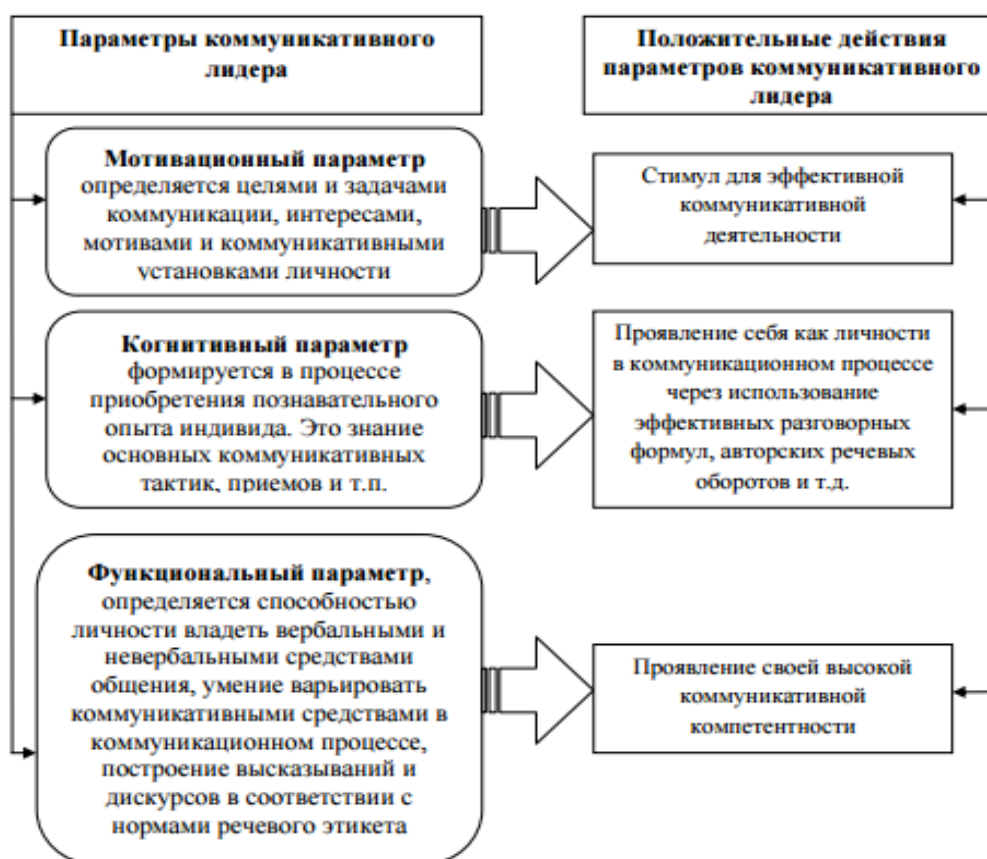 Параметры коммуникативного
лидера
Положительные действия
параметров коммуникативного
лидера
Мотивационный параметр
определяется целями и задачами
коммуникации, интересами,
мотивами и коммуникативными
установками личности
Стимул для эффективной
коммуникативной
деятельности
Когнитивный параметр
формируется в процессе
приобретения познавательного
опыта индивида. Это знание
основных коммуникативных
тактик, приемов и т.п.
Проявление себя как личности
в коммуникационном процессе
через использование
эффективных разговорных
формул, авторских речевых
оборотов и т.д.
Функциональный параметр,
определяется способностью
личности владеть вербальными и
невербальными средствами
общения, умение варьировать
коммуникативными средствами в
коммуникационном процессе,
построение высказываний и
дискурсов в соответствии с
нормами речевого этикета
Проявление своей высокой
коммуникативной
компетентности